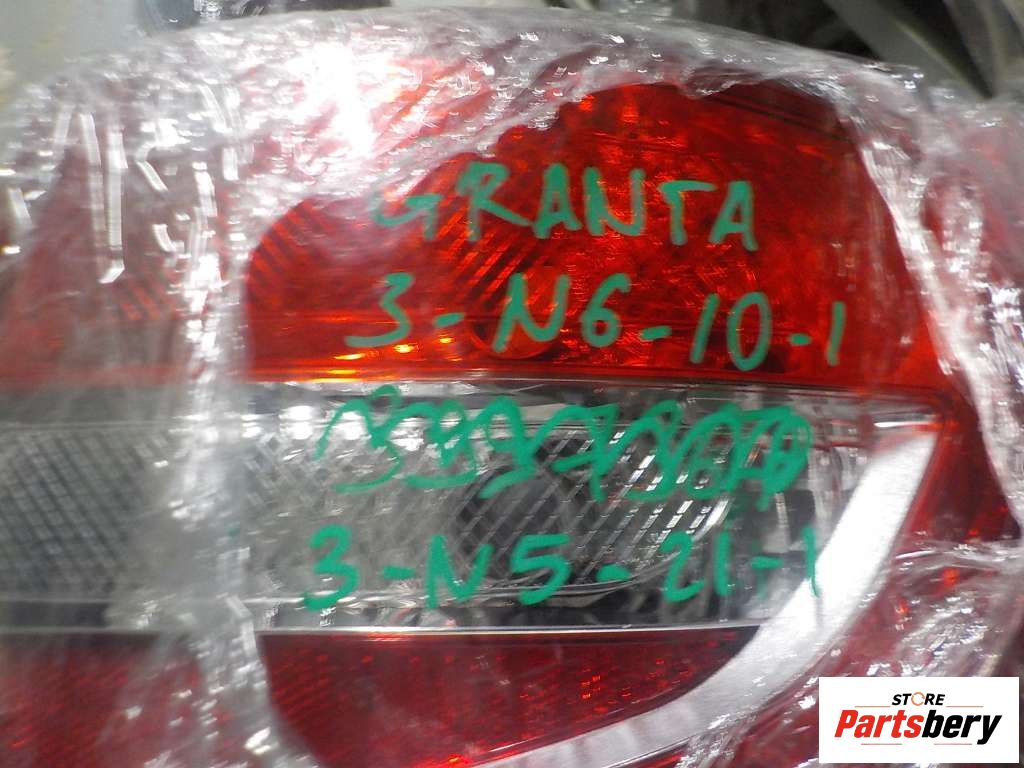 GRANTA
3-N6-10-1
3-N5-21-1
STORE
Partsbery